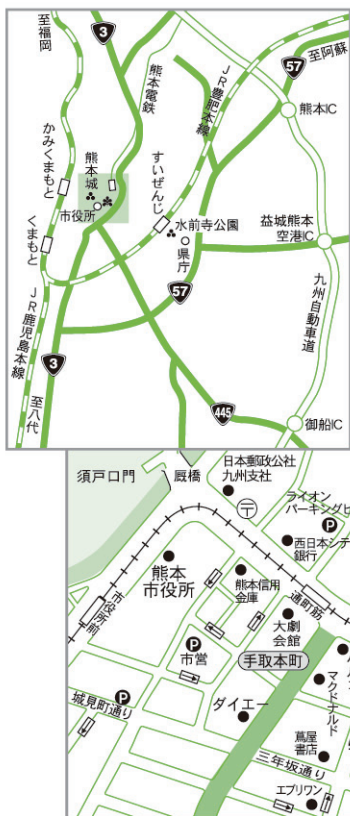 至福岡
3
熊本電鉄
JR豊肥本線
57
至阿蘇
熊本IC
かみくまもと
熊本城
市役所
すいぜんじ
水前寺公園
県庁
益城熊本
空港IC
くまもと
57
九州自動車道
JR鹿児島本線
3
至八代
445
御船IC
須戸口門
厩橋
日本郵政公社
九州支社
〒
ライオン
パーキングビ
P
西日本シテ
銀行
熊本
市役所
熊本信用
金庫
通町筋
市役所前
大劇
会館
P
市営
手取本町
マクドナルド
城見町通り
P
ダイエー
蔦屋
書店
三年坂通り
エブリワン